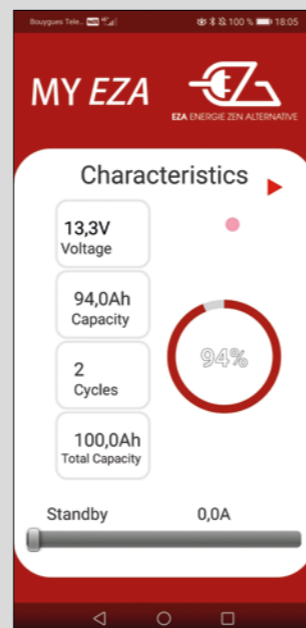 Bouygues Tele... 100 % 18:05
MY EZA
EZA ENERGIE ZEN ALTERNATIVE
Characteristics
13,3V
Voltage
94,0Ah
Capacity
94%
2
Cycles
100,0Ah
Total Capacity
Standby 0,0A